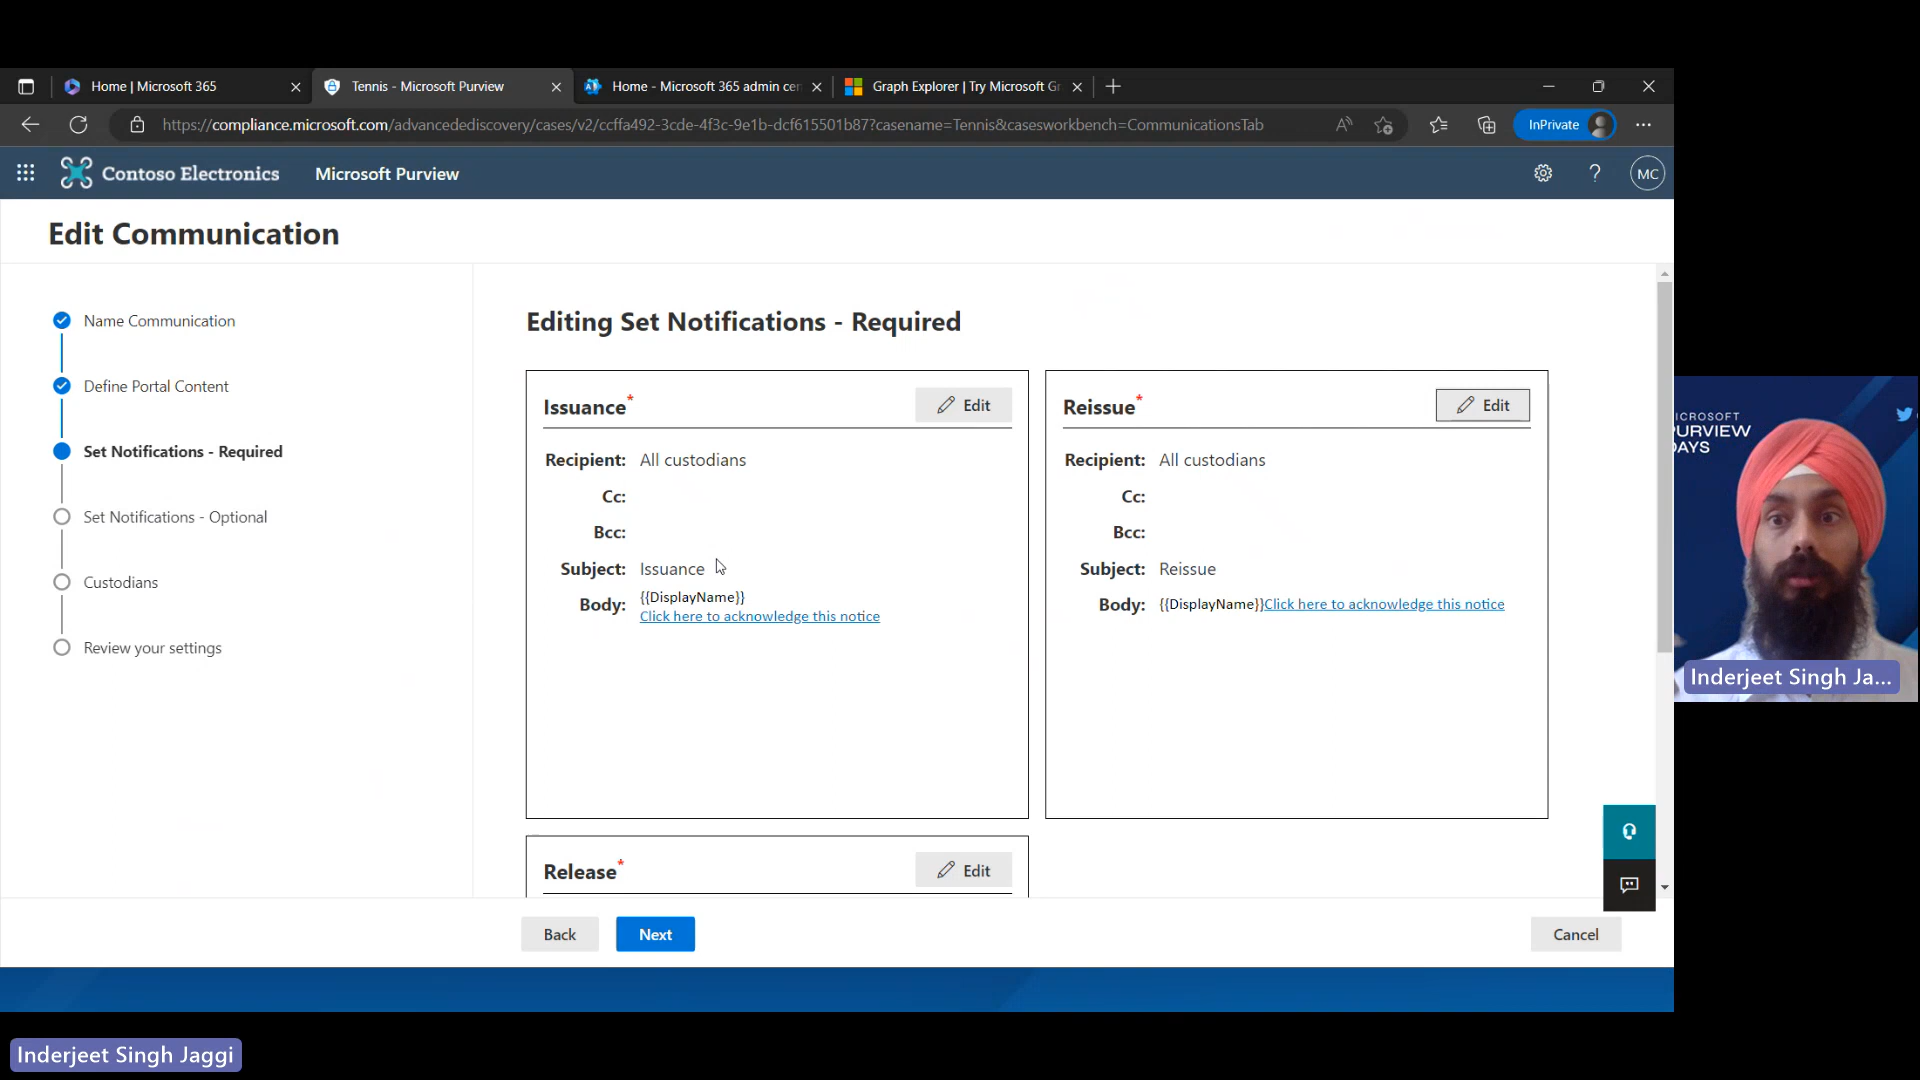 Home | Microsoft 365
Tennis - Microsoft Purview
Home - Microsoft 365 admin cen
Graph Explorer | Try Microsoft Gr
https://compliance.microsoft.com/advancedediscovery/cases/v2/ccffa492-3cde-4f3c-9e1b-dcf615501b87?casename=Tennis&casesworkbench=CommunicationsTab
InPrivate
Contoso Electronics
Microsoft Purview
MC
Edit Communication
Name Communication
Define Portal Content
Set Notifications - Required
Set Notifications - Optional
Custodians
Review your settings
Editing Set Notifications - Required
Issuance*
Edit
Recipient: All custodians
Cc:
Bcc:
Subject: Issuance
Body: {{DisplayName}}
Click here to acknowledge this notice
Reissue*
Edit
Recipient: All custodians
Cc:
Bcc:
Subject: Reissue
Body: {{DisplayName}}Click here to acknowledge this notice
Release*
Edit
Back
Next
Cancel
ICROSOFT
URVIEW
AYS
Inderjeet Singh Ja...
Inderjeet Singh Jaggi